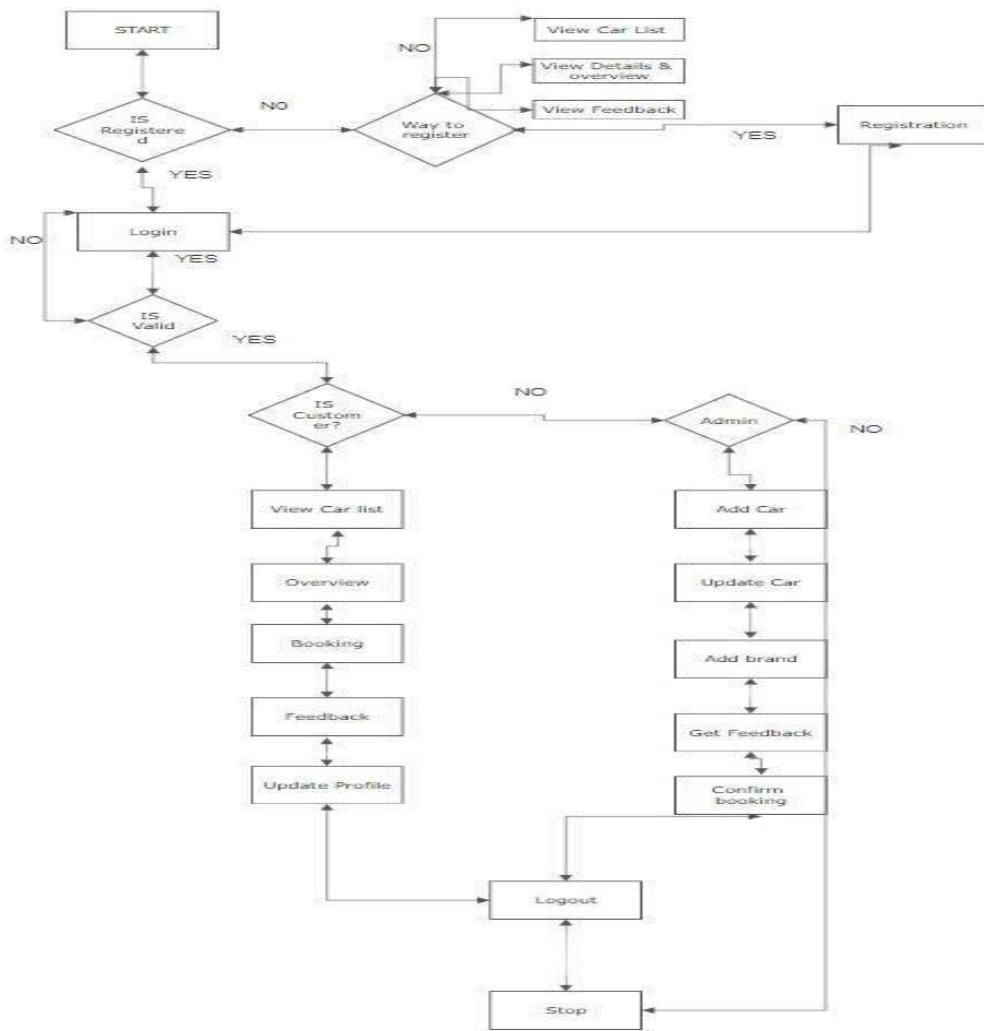 START
View Car List
NO
View Details &
overview
NO
View Feedback
IS
Registere
d
Way to
register
Registration
YES
YES
Login
NO
YES
IS
Valid
YES
NO
IS
Custom
er?
Admin
NO
View Car list
Add Car
Overview
Update Car
Booking
Add brand
Feedback
Get Feedback
Update Profile
Confirm
booking
Logout
Stop